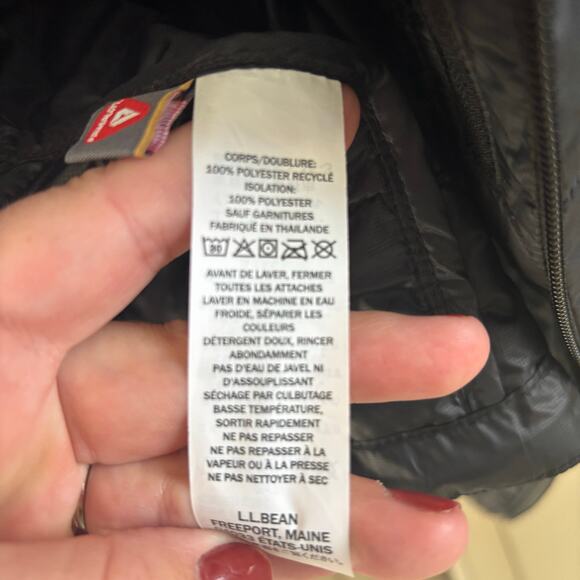 PRIMALOFT
CORPS/DOUBLURE:
100% POLYESTER RECYCLÉ
ISOLATION:
100% POLYESTER
SAUF GARNITURES
FABRIQUÉ EN THAILANDE
30
AVANT DE LAVER, FERMER
TOUTES LES ATTACHES
LAVER EN MACHINE EN EAU
FROIDE, SÉPARER LES
COULEURS
DÉTERGENT DOUX, RINCER
ABONDAMMENT
PAS D'EAU DE JAVEL NI
D'ASSOUPLISSANT
SÉCHAGE PAR CULBUTAGE
BASSE TEMPÉRATURE,
SORTIR RAPIDEMENT
NE PAS REPASSER
NE PAS REPASSER À LA
VAPEUR OU À LA PRESSE
NE PAS NETTOYER À SEC
L.L.BEAN
FREEPORT, MAINE
ÉTATS-UNIS